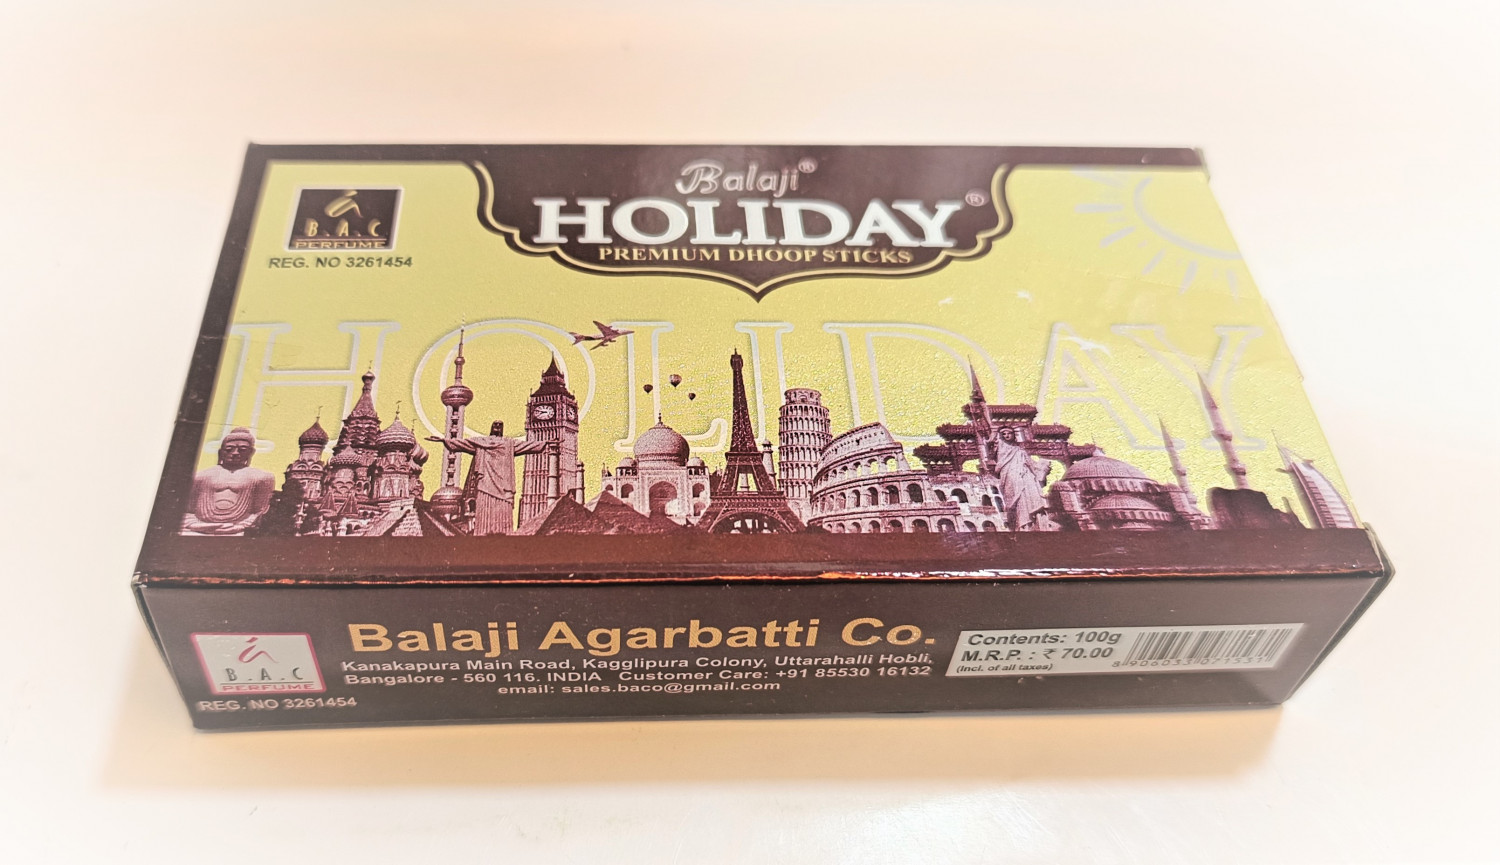 B.A.C
PERFUME
REG. NO 3261454
Balaji®
HOLIDAY®
PREMIUM DHOOP STICKS
HOLIDAY
B.A.C
PERFUME
REG. NO 3261454
Balaji Agarbatti Co.
Kanakapura Main Road, Kagglipura Colony, Uttarahalli Hobli,
Bangalore - 560 116. INDIA Customer Care: +91 85530 16132
email: sales.baco@gmail.com
Contents: 100g
M.R.P. : ₹ 70.00
(Incl. of all taxes)